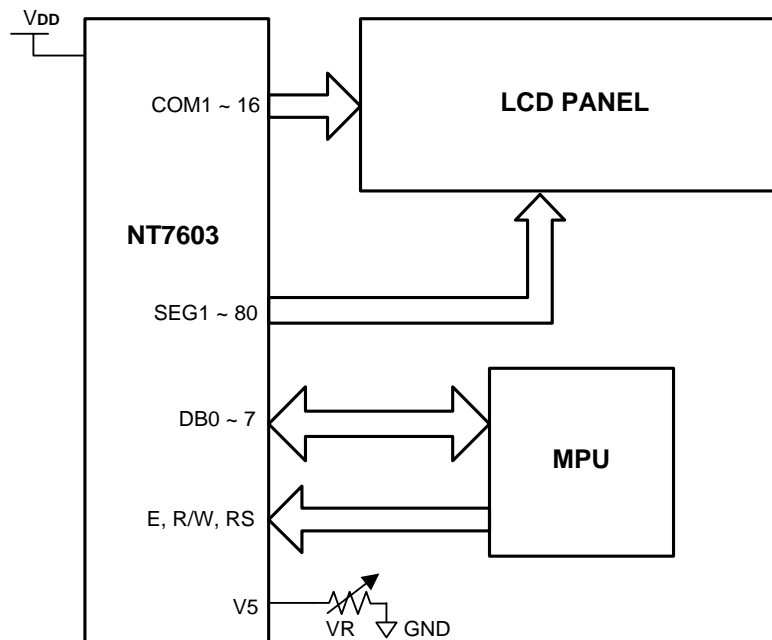 VDD
COM1 ~ 16
LCD PANEL
NT7603
SEG1 ~ 80
DB0 ~ 7
MPU
E, R/W, RS
V5
VR
GND